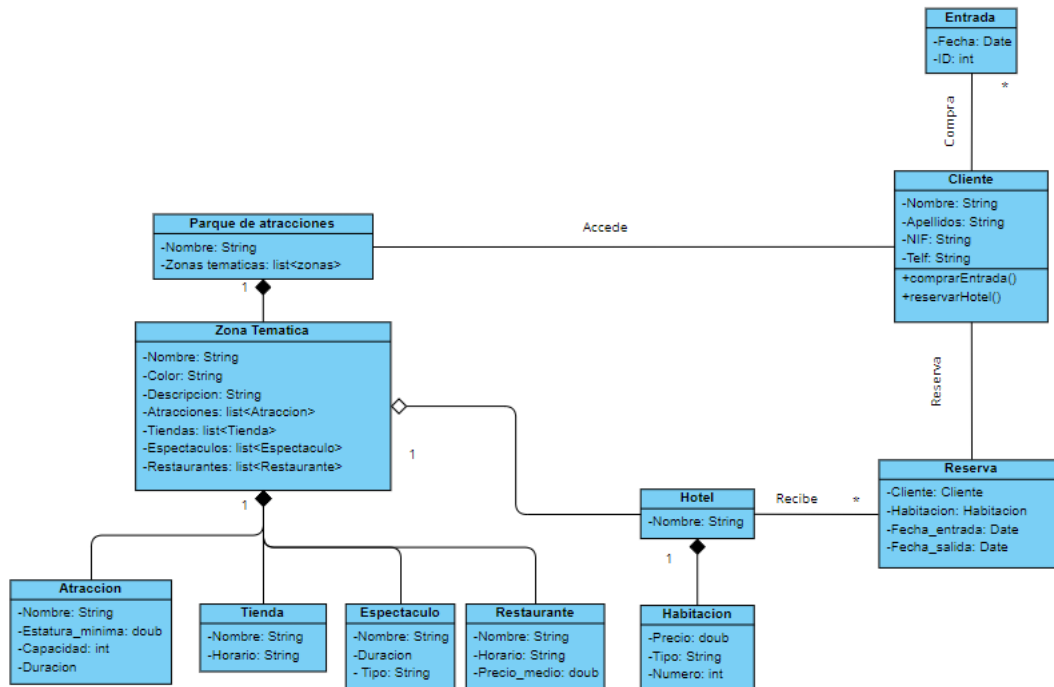 Entrada
-Fecha: Date
-ID: int
*
Compra
Cliente
-Nombre: String
-Apellidos: String
-NIF: String
-Telf: String
+comprarEntrada()
+reservarHotel()
Parque de atracciones
-Nombre: String
-Zonas tematicas: list<zonas>
Accede
1
Zona Tematica
-Nombre: String
-Color: String
-Descripcion: String
-Atracciones: list<Atraccion>
-Tiendas: list<Tienda>
-Espectaculos: list<Espectaculo>
-Restaurantes: list<Restaurante>
1
1
Reserva
Hotel
-Nombre: String
Recibe
*
Reserva
-Cliente: Cliente
-Habitacion: Habitacion
-Fecha_entrada: Date
-Fecha_salida: Date
1
Atraccion
-Nombre: String
-Estatura_minima: doub
-Capacidad: int
-Duracion
Tienda
-Nombre: String
-Horario: String
Espectaculo
-Nombre: String
-Duracion
- Tipo: String
Restaurante
-Nombre: String
-Horario: String
-Precio_medio: doub
Habitacion
-Precio: doub
-Tipo: String
-Numero: int